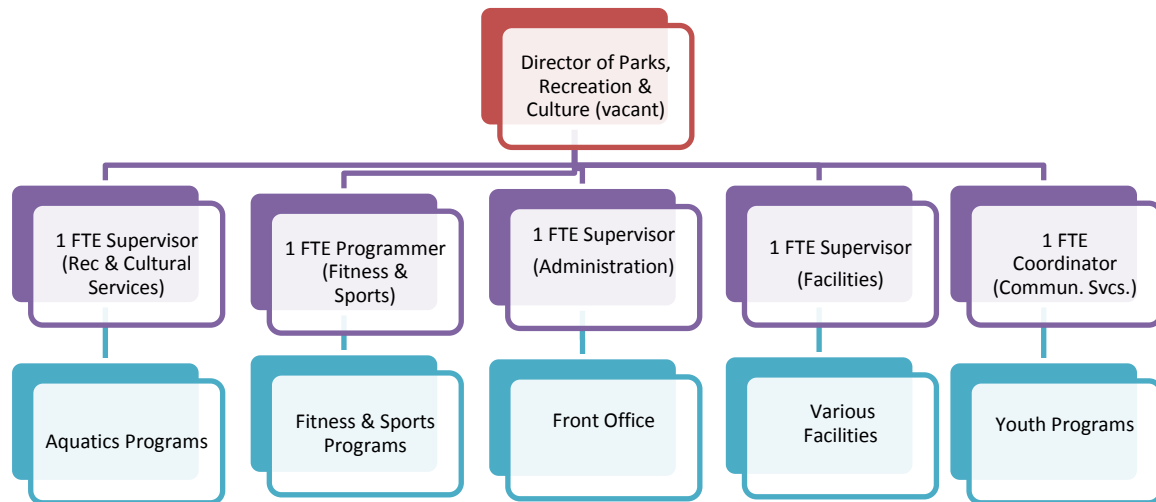 Director of Parks,
Recreation &
Culture (vacant)
1 FTE Supervisor
(Rec & Cultural
Services)
1 FTE Programmer
(Fitness &
Sports)
1 FTE Supervisor
(Administration)
1 FTE Supervisor
(Facilities)
1 FTE
Coordinator
(Commun. Svcs.)
Aquatics Programs
Fitness & Sports
Programs
Front Office
Various
Facilities
Youth Programs